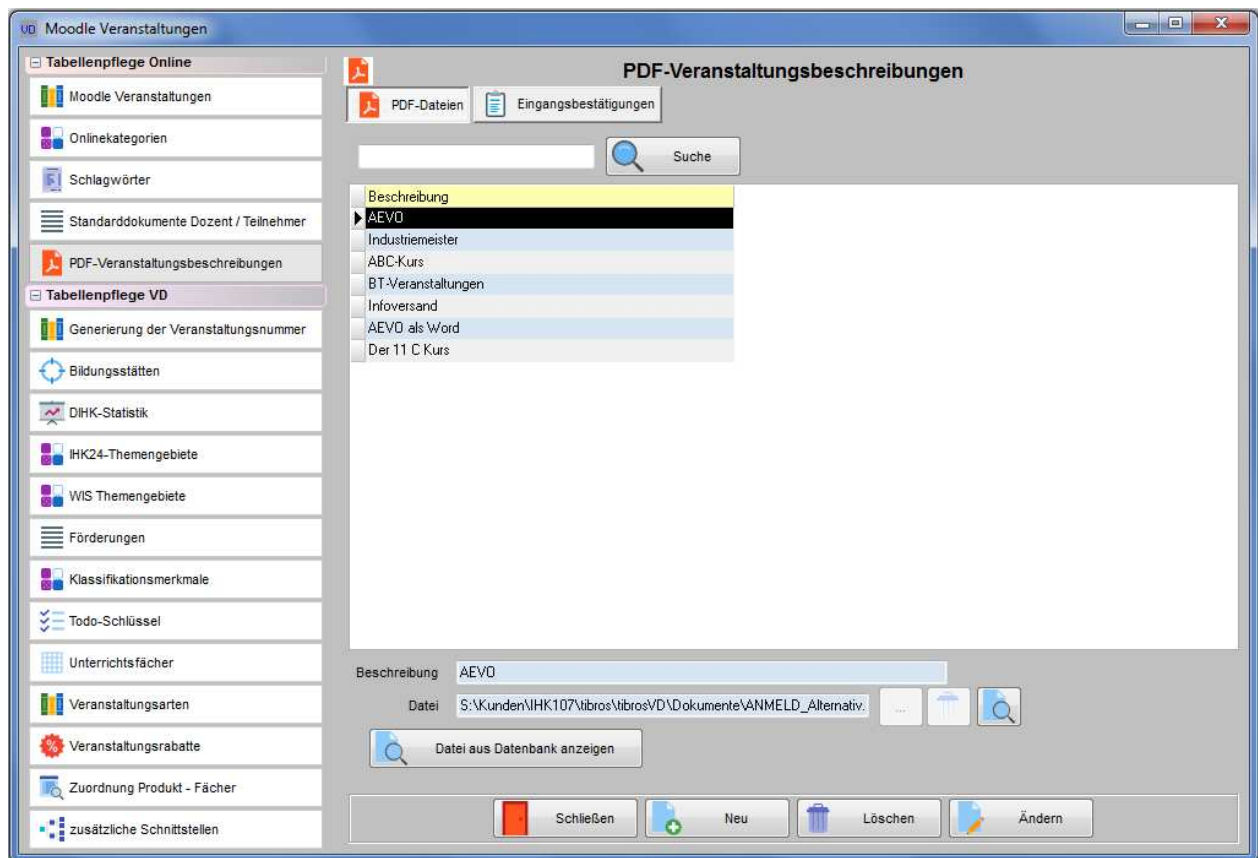 VD Moodle Veranstaltungen
Tabellenpflege Online
Moodle Veranstaltungen
Onlinekategorien
Schlagwörter
Standarddokumente Dozent / Teilnehmer
PDF-Veranstaltungsbeschreibungen
Tabellenpflege VD
Generierung der Veranstaltungsnummer
Bildungsstätten
DIHK-Statistik
IHK24-Themengebiete
WIS Themengebiete
Förderungen
Klassifikationsmerkmale
Todo-Schlüssel
Unterrichtsfächer
Veranstaltungsarten
Veranstaltungsrabatte
Zuordnung Produkt - Fächer
zusätzliche Schnittstellen
PDF-Veranstaltungsbeschreibungen
PDF-Dateien
Eingangsbestätigungen
Suche
Beschreibung
AEVO
Industriemeister
ABC-Kurs
BT-Veranstaltungen
Infoversand
AEVO als Word
Der 11 C Kurs
Beschreibung AEVO
Datei S:\Kunden\IHK107\tibros\tibrosVD\Dokumente\ANMELD_Alternativ. ...
Datei aus Datenbank anzeigen
Schließen
Neu
Löschen
Ändern